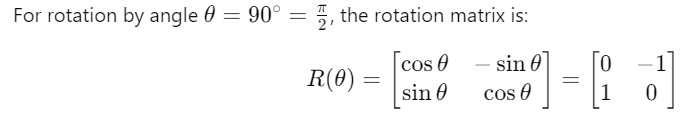 For rotation by angle θ = 90° = π/2, the rotation matrix is:
R(θ) = [cos θ − sin θ; sin θ cos θ] = [0 −1; 1 0]